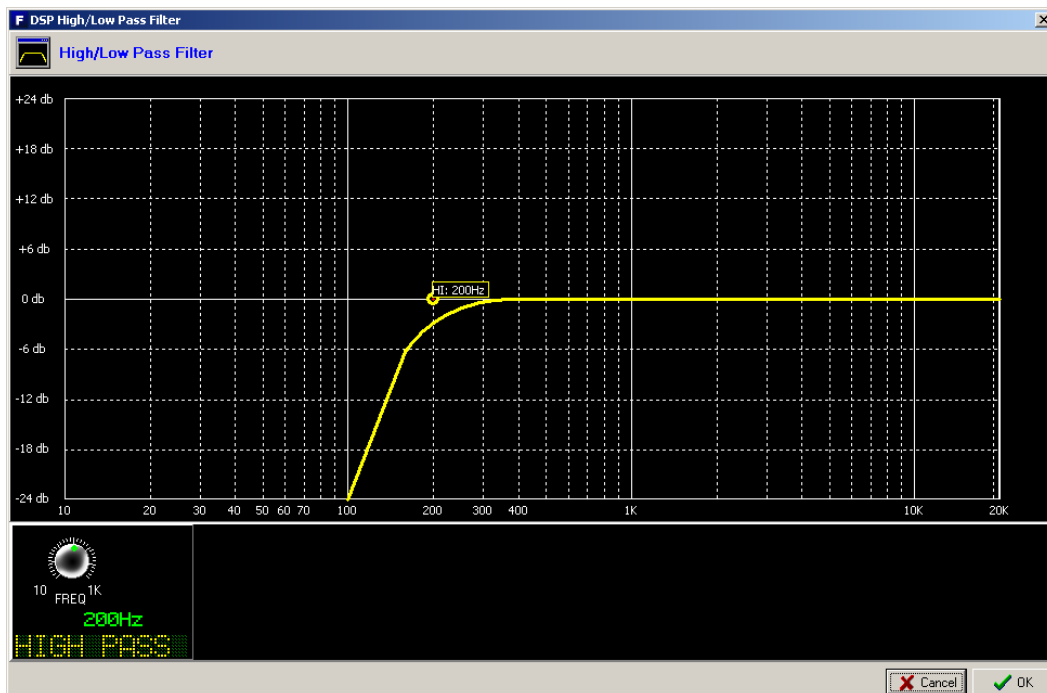 F DSP High/Low Pass Filter
High/Low Pass Filter
+24 db
+18 db
+12 db
+6 db
HI: 200Hz
0 db
-6 db
-12 db
-18 db
-24 db
10 20 30 40 50 60 70 100 200 300 400 1K 10K 20K
10 1K
FREQ
200Hz
HIGH PASS
Cancel OK